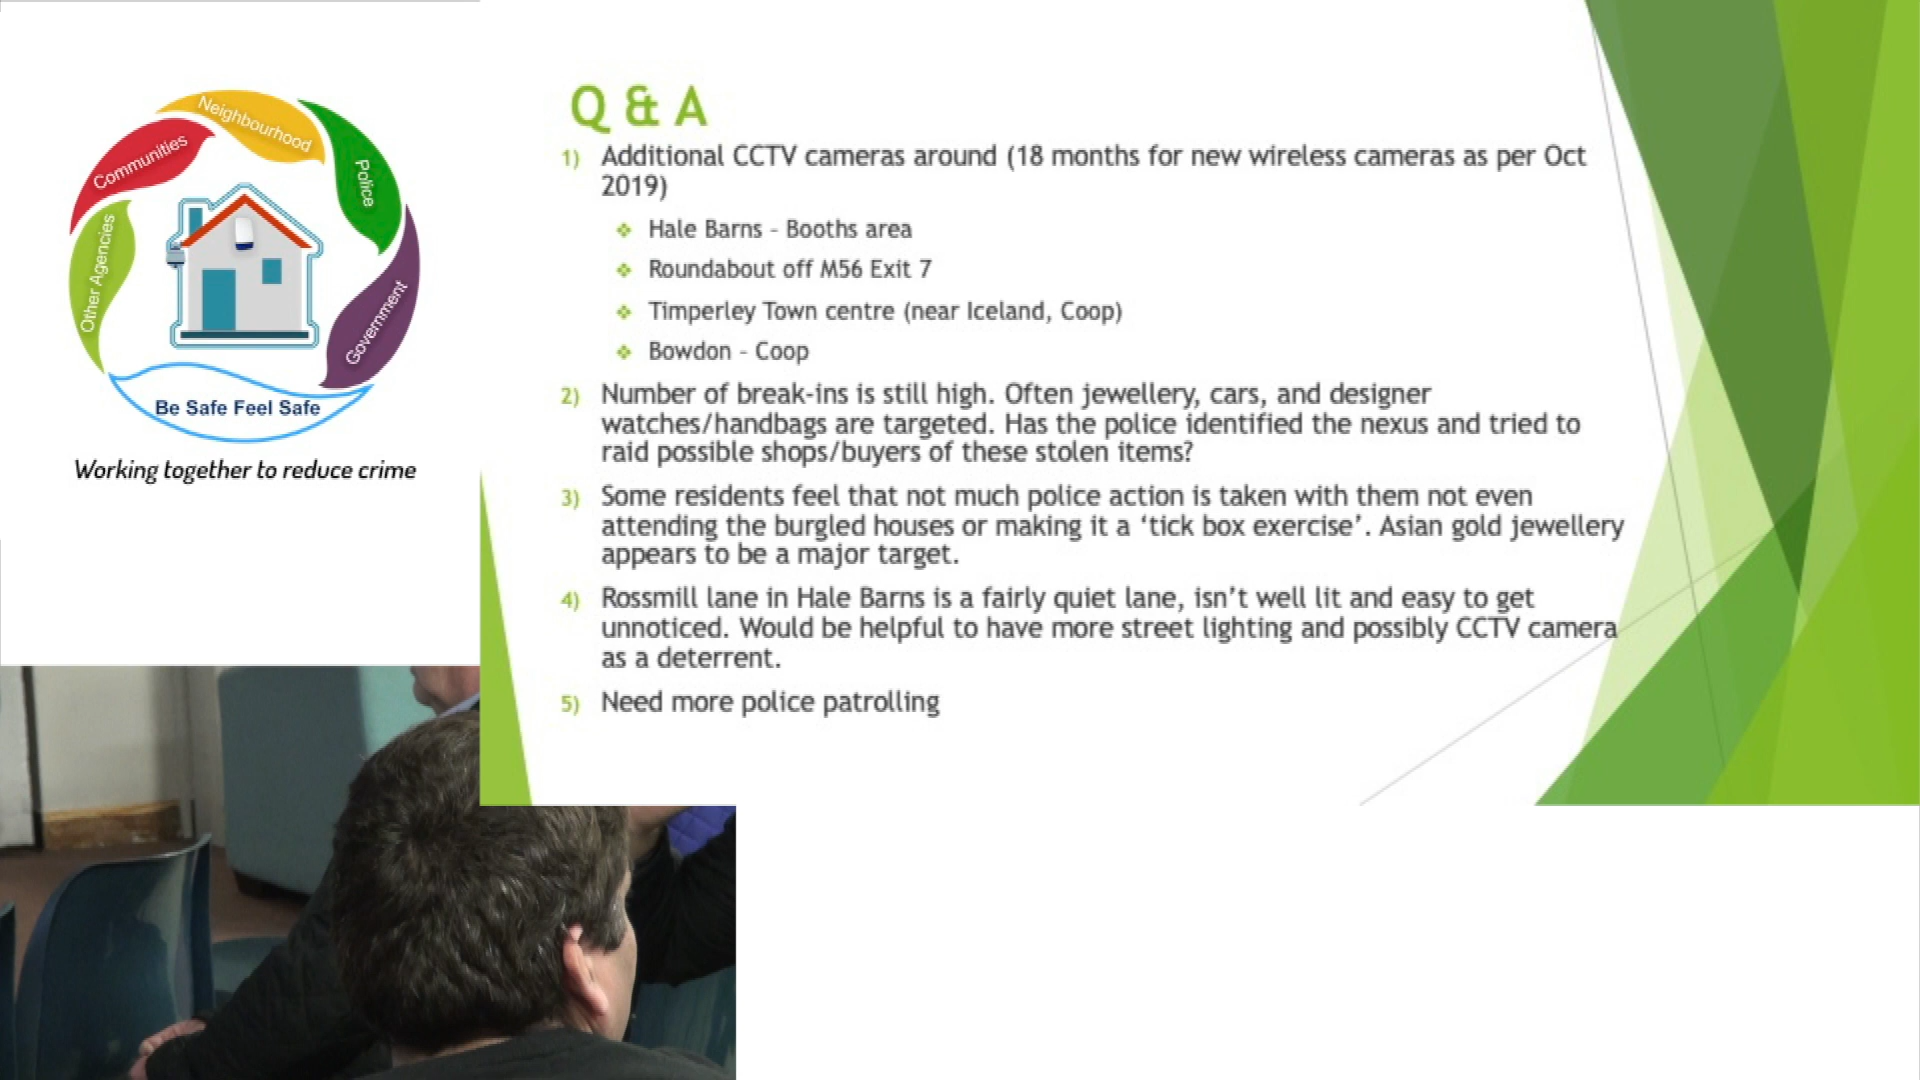 Neighbourhood
Communities
Police
Other Agencies
Government
Be Safe Feel Safe
Working together to reduce crime
Q & A
1) Additional CCTV cameras around (18 months for new wireless cameras as per Oct
2019)
❖ Hale Barns - Booths area
❖ Roundabout off M56 Exit 7
❖ Timperley Town centre (near Iceland, Coop)
❖ Bowdon - Coop
2) Number of break-ins is still high. Often jewellery, cars, and designer
watches/handbags are targeted. Has the police identified the nexus and tried to
raid possible shops/buyers of these stolen items?
3) Some residents feel that not much police action is taken with them not even
attending the burgled houses or making it a ‘tick box exercise’. Asian gold jewellery
appears to be a major target.
4) Rossmill lane in Hale Barns is a fairly quiet lane, isn’t well lit and easy to get
unnoticed. Would be helpful to have more street lighting and possibly CCTV camera
as a deterrent.
5) Need more police patrolling